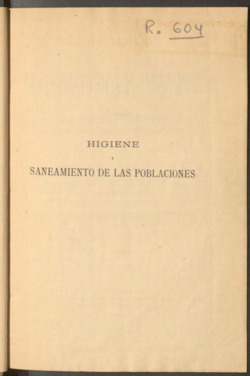 R. 604
HIGIENE
Y
SANEAMIENTO DE LAS POBLACIONES